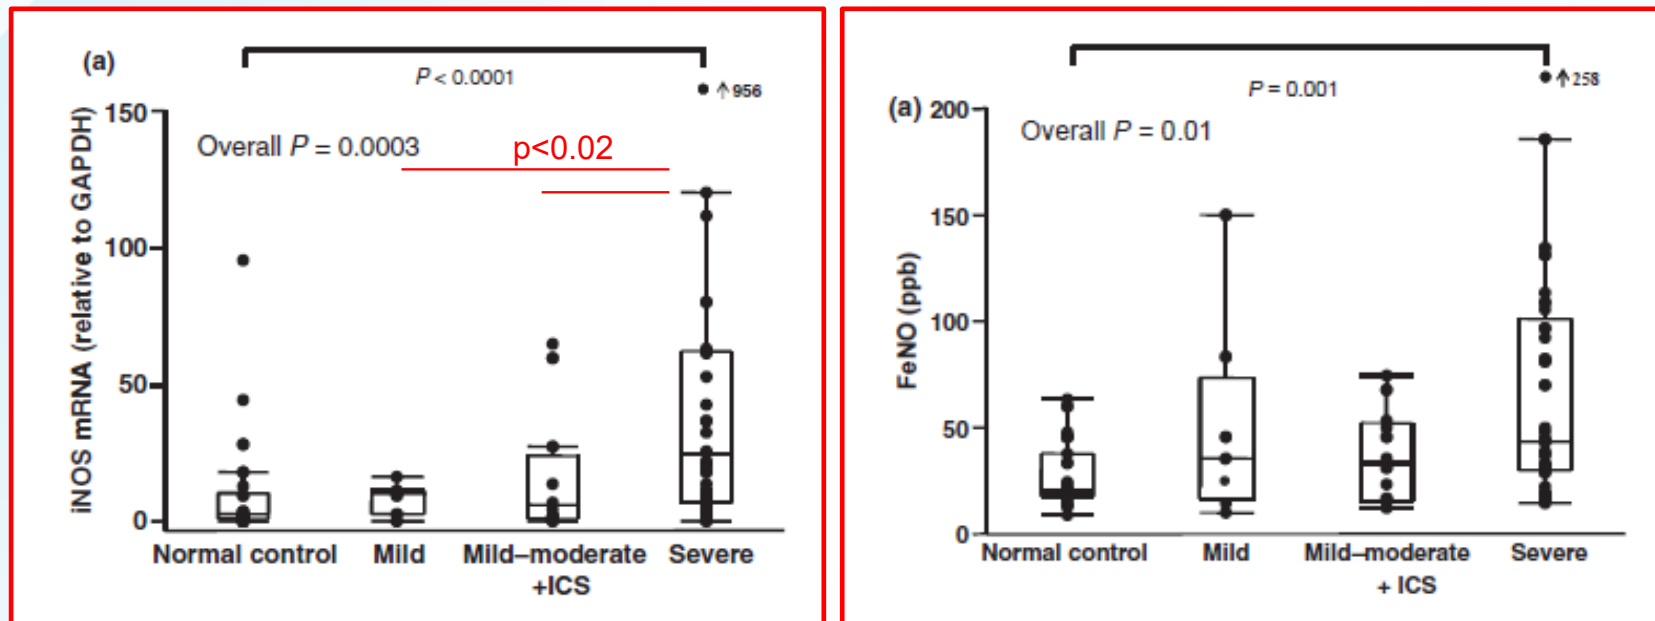 (a)
P < 0.0001
↑956
Overall P = 0.0003
p<0.02
iNOS mRNA (relative to GAPDH)
150
100
50
0
Normal control Mild Mild–moderate +ICS Severe
(a)
P = 0.001
↑258
Overall P = 0.01
FeNO (ppb)
200
150
100
50
0
Normal control Mild Mild–moderate + ICS Severe